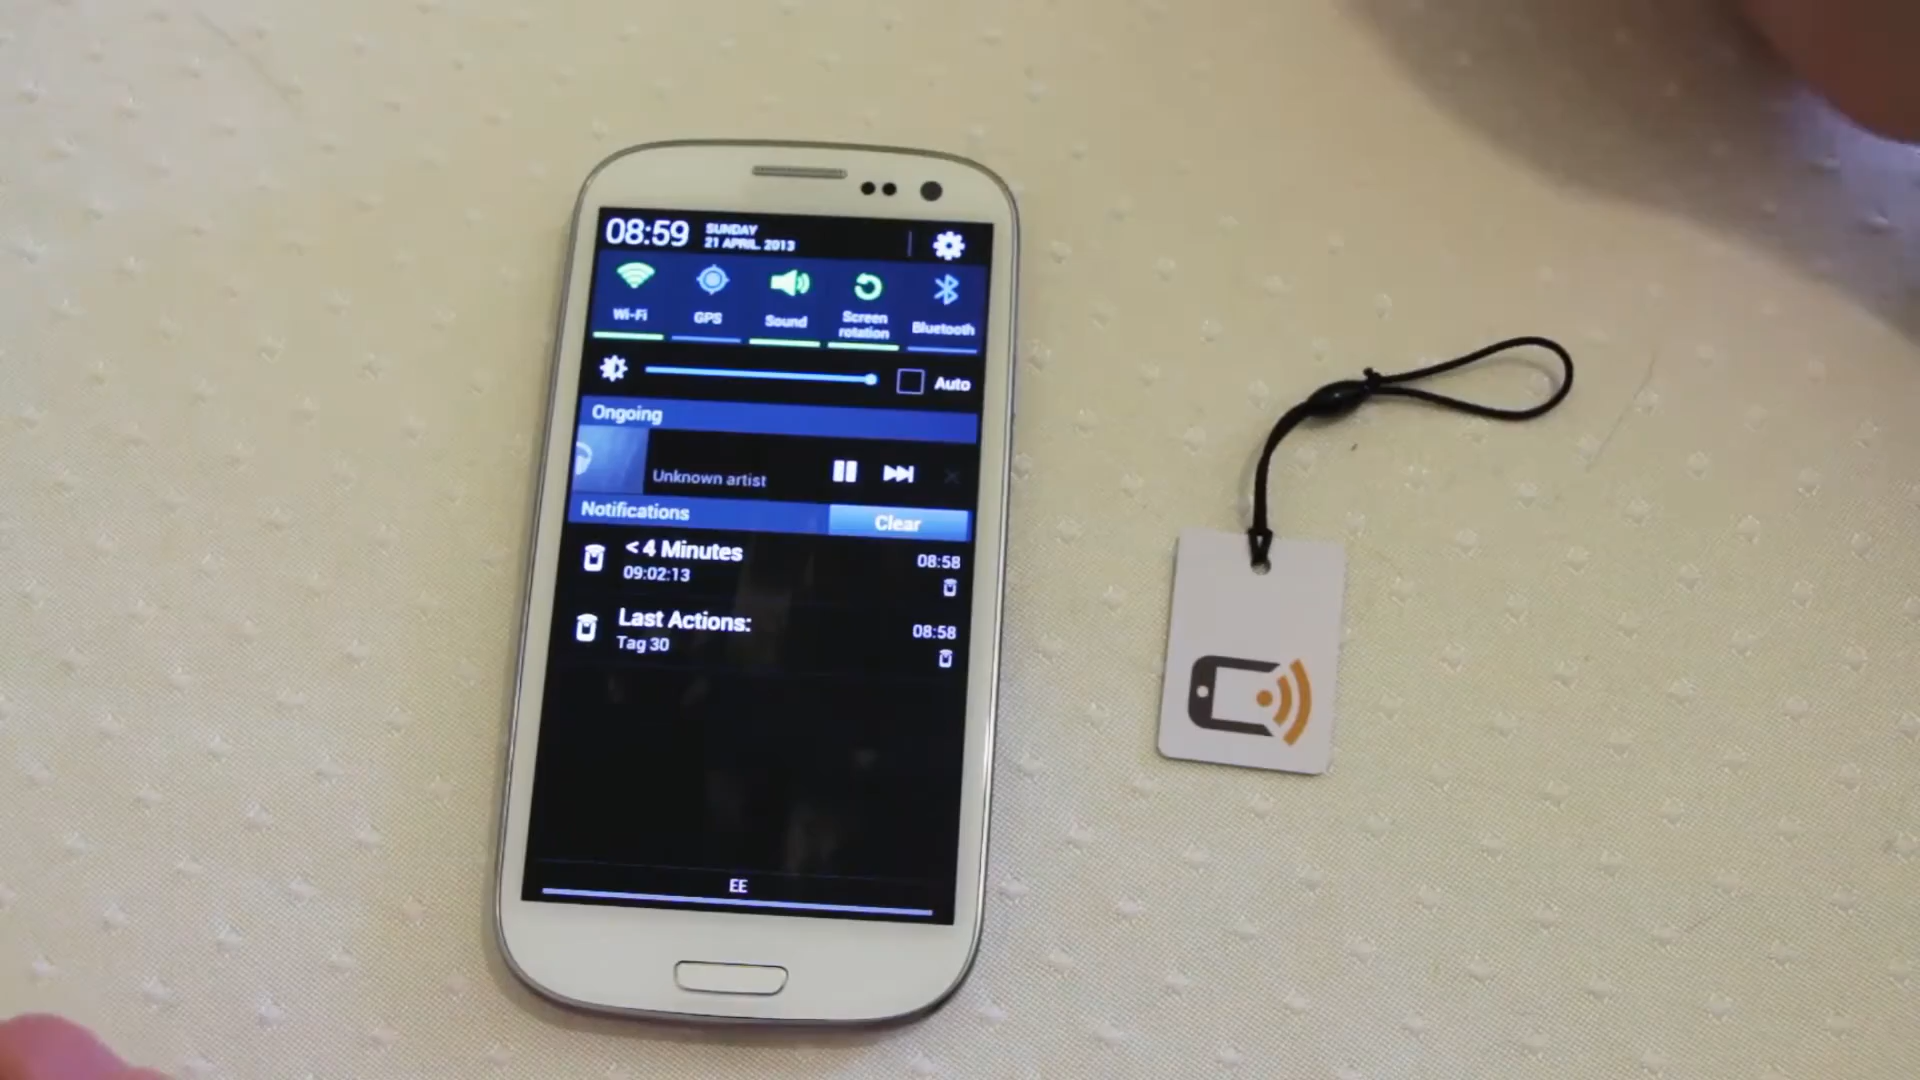 08:59
SUNDAY
21 APRIL 2013
Wi-Fi
GPS
Sound
Screen
rotation
Bluetooth
Auto
Ongoing
Unknown artist
Notifications
Clear
< 4 Minutes
08:58
09:02:13
Last Actions:
08:58
Tag 30
EE